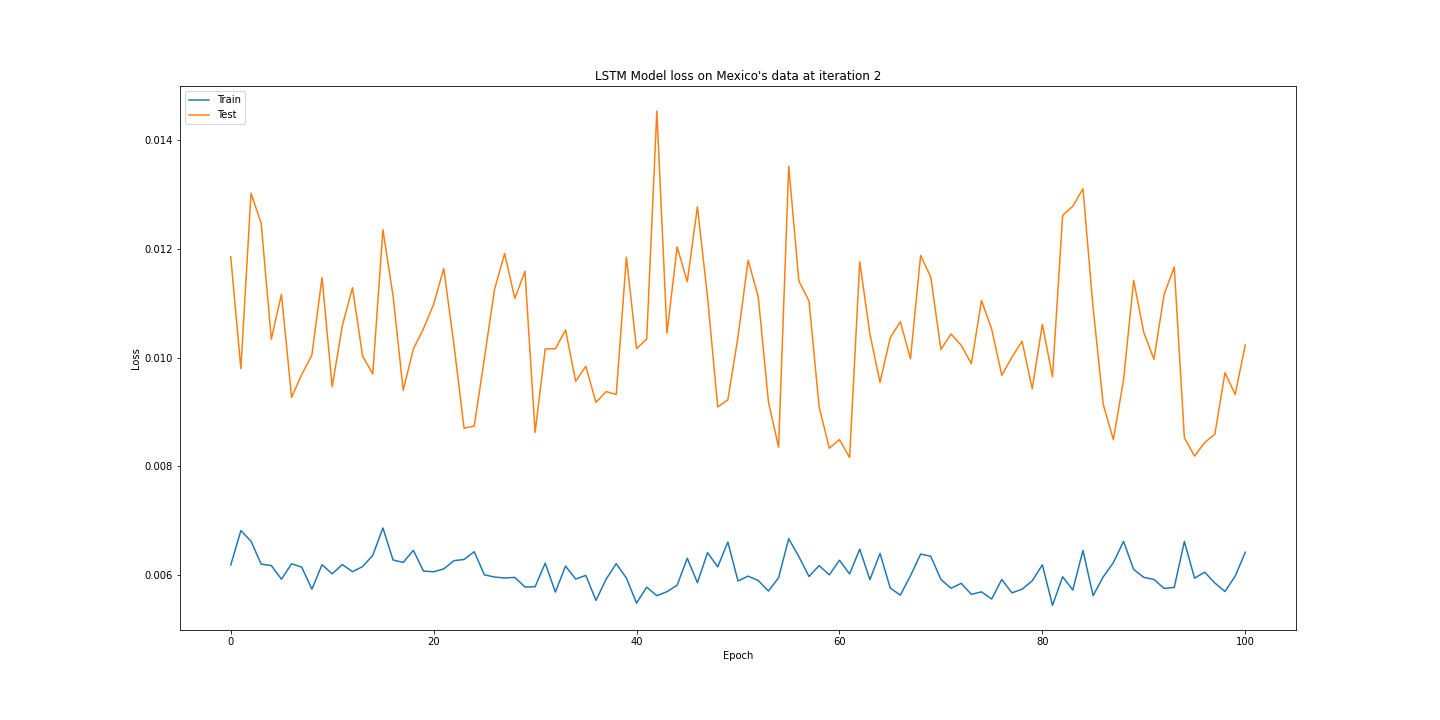 LSTM Model loss on Mexico's data at iteration 2
Train
Test
0.014
0.012
0.010
0.008
0.006
Loss
0 20 40 60 80 100
Epoch